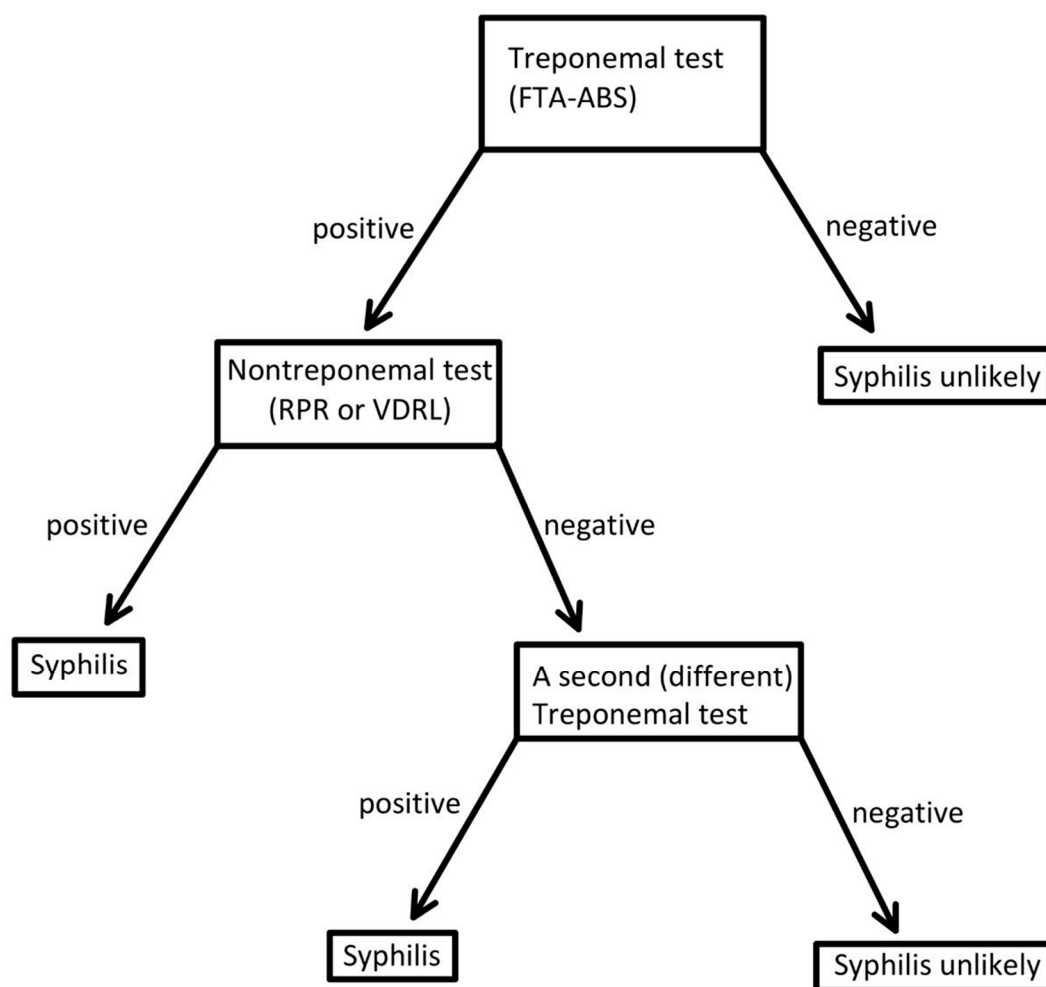 Treponemal test
(FTA-ABS)
positive
negative
Nontreponemal test
(RPR or VDRL)
Syphilis unlikely
positive
negative
Syphilis
A second (different)
Treponemal test
positive
negative
Syphilis
Syphilis unlikely